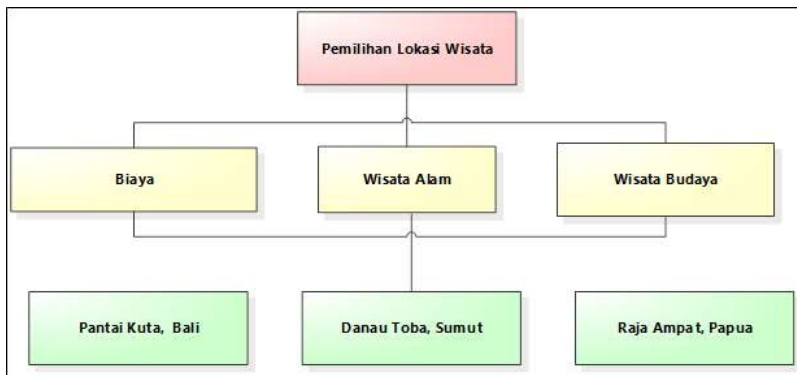 Pemilihan Lokasi Wisata
Biaya
Wisata Alam
Wisata Budaya
Pantai Kuta, Bali
Danau Toba, Sumut
Raja Ampat, Papua